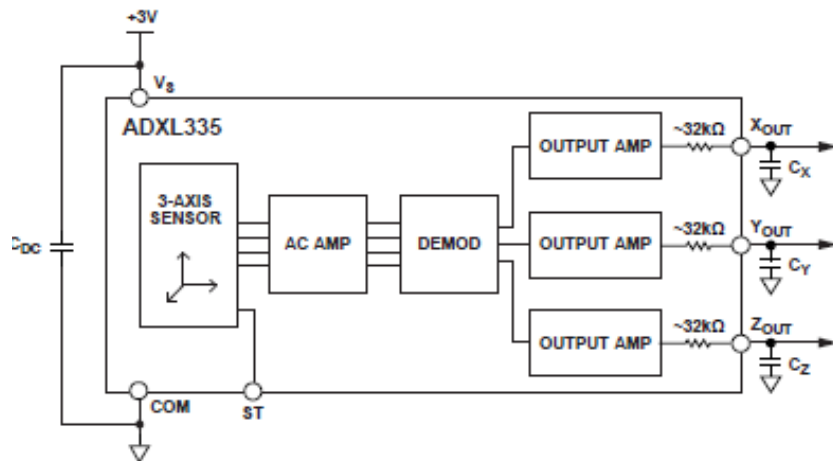 +3V
VS
ADXL335
3-AXIS
SENSOR
AC AMP
DEMOD
OUTPUT AMP
~32kΩ
XOUT
CX
OUTPUT AMP
~32kΩ
YOUT
CY
OUTPUT AMP
~32kΩ
ZOUT
CZ
CDC
COM
ST